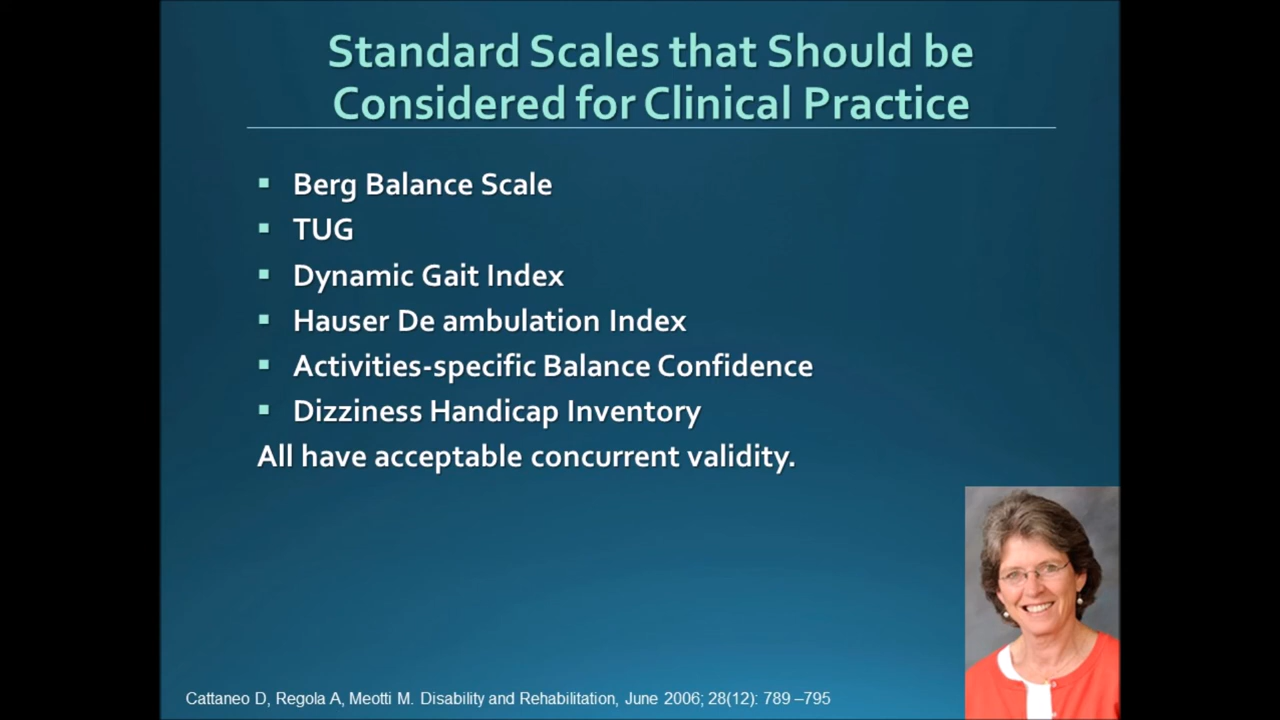 Standard Scales that Should be
Considered for Clinical Practice
▪ Berg Balance Scale
▪ TUG
▪ Dynamic Gait Index
▪ Hauser De ambulation Index
▪ Activities-specific Balance Confidence
▪ Dizziness Handicap Inventory
All have acceptable concurrent validity.
Cattaneo D, Regola A, Meotti M. Disability and Rehabilitation, June 2006; 28(12): 789 –795